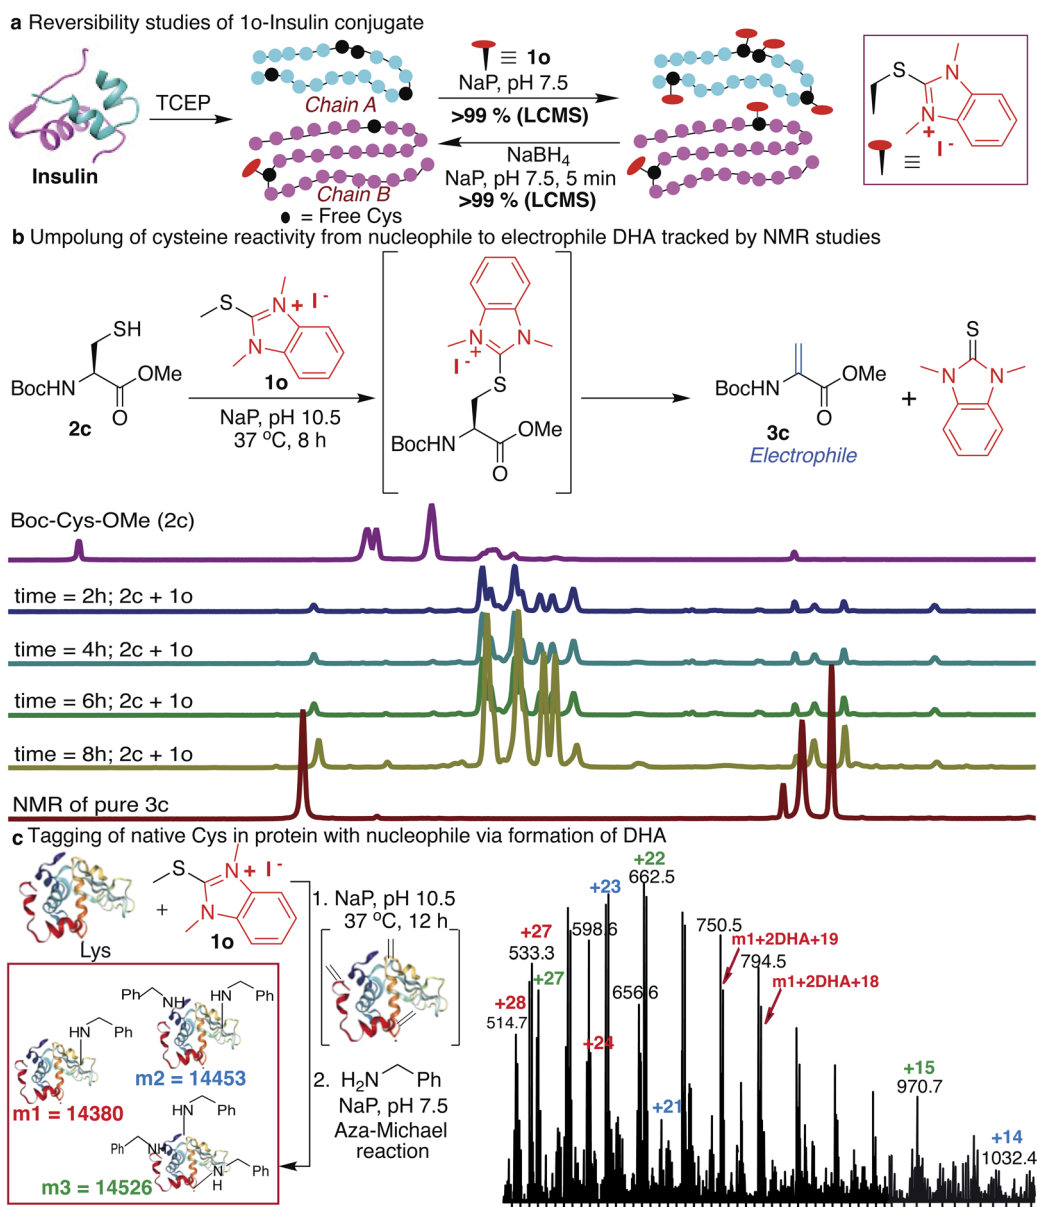 a Reversibility studies of 1o-Insulin conjugate
Insulin
TCEP
Chain A
Chain B
● = Free Cys
≡ 1o
NaP, pH 7.5
>99 % (LCMS)
NaBH4
NaP, pH 7.5, 5 min
>99 % (LCMS)
S
N
N
+
I -
≡
b Umpolung of cysteine reactivity from nucleophile to electrophile DHA tracked by NMR studies
SH
BocHN
OMe
O
2c
S
N + I -
N
1o
NaP, pH 10.5
37 oC, 8 h
N
N
+
I -
S
BocHN
OMe
O
BocHN
OMe
O
3c
Electrophile
+
S
N
N
Boc-Cys-OMe (2c)
time = 2h; 2c + 1o
time = 4h; 2c + 1o
time = 6h; 2c + 1o
time = 8h; 2c + 1o
NMR of pure 3c
c Tagging of native Cys in protein with nucleophile via formation of DHA
Lys
+
S
N + I -
N
1o
1. NaP, pH 10.5
37 oC, 12 h
2. H2N Ph
NaP, pH 7.5
Aza-Michael
reaction
HN Ph
m1 = 14380
Ph NH
HN Ph
m2 = 14453
HN Ph
Ph NH
N Ph
H
m3 = 14526
+28
514.7
+27
533.3
+27
+24
598.6
+23
656.6
+22
662.5
+21
750.5
m1+2DHA+19
794.5
m1+2DHA+18
+15
970.7
+14
1032.4